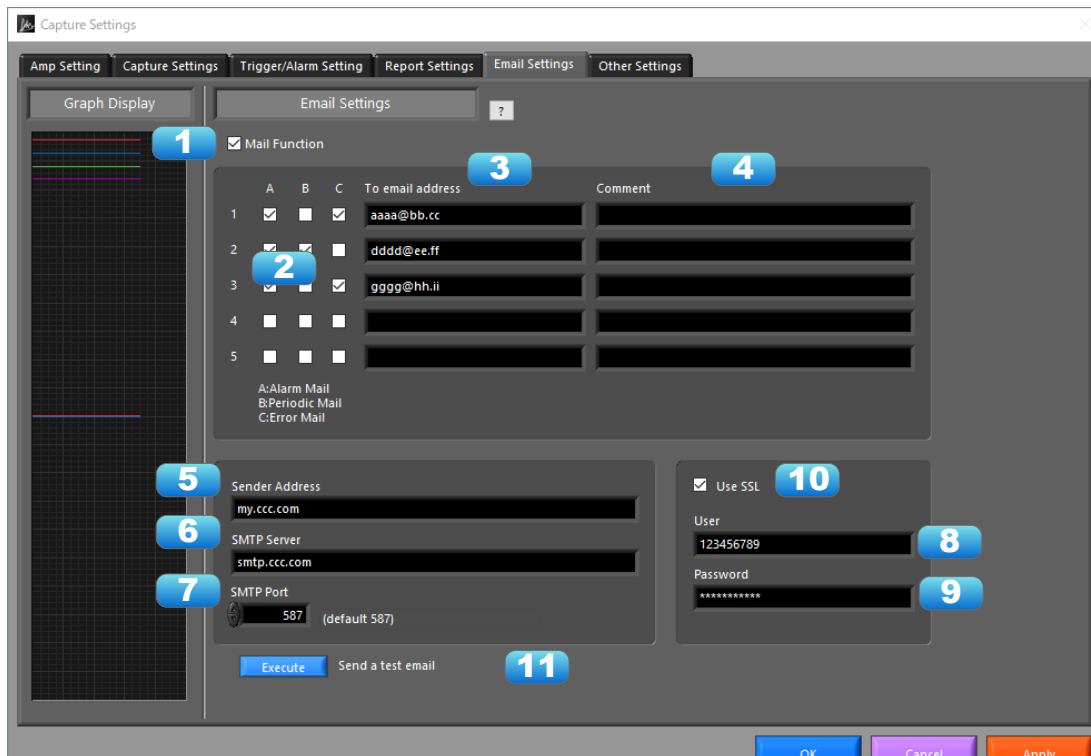 Capture Settings
Amp Setting Capture Settings Trigger/Alarm Setting Report Settings Email Settings Other Settings
Graph Display Email Settings ?
1 Mail Function
3 4
A B C To email address Comment
1 aaaa@bb.cc
2 dddd@ee.ff
2
3 gggg@hh.ii
4
5
A:Alarm Mail
B:Periodic Mail
C:Error Mail
5 10
Sender Address Use SSL
my.ccc.com
6 User
SMTP Server 123456789 8
smtp.ccc.com
7 Password
SMTP Port *********** 9
587 (default 587)
Execute Send a test email 11
OK Cancel Apply